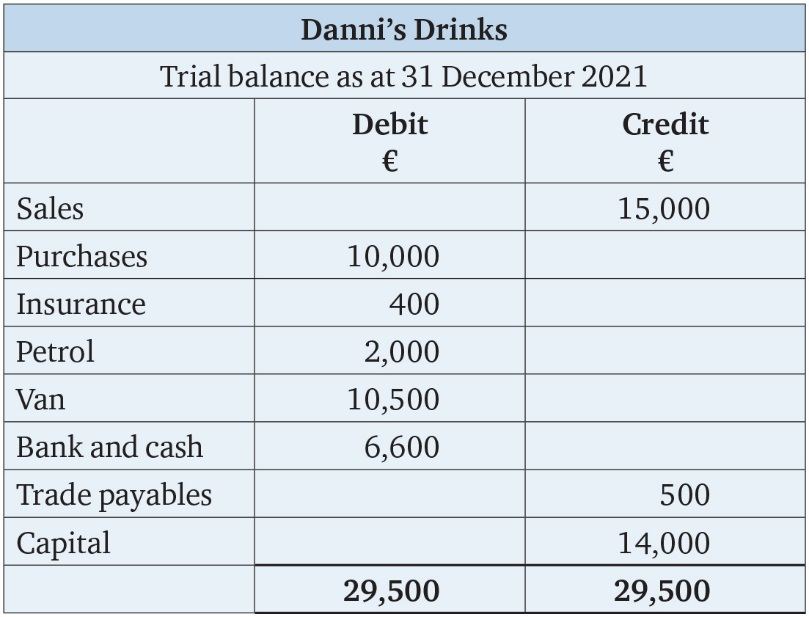 Danni's Drinks
Trial balance as at 31 December 2021
Debit Credit
€ €
Sales 15,000
Purchases 10,000
Insurance 400
Petrol 2,000
Van 10,500
Bank and cash 6,600
Trade payables 500
Capital 14,000
29,500 29,500